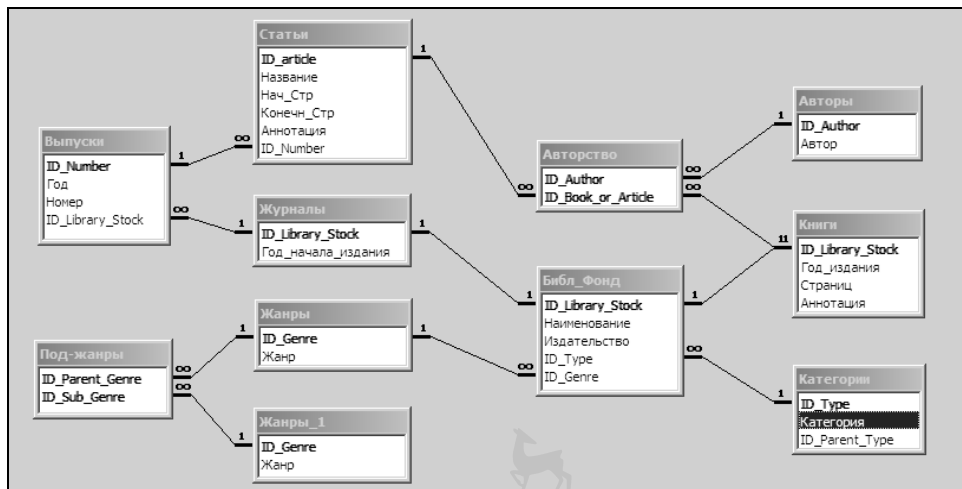 Статьи
ID_article
Название
Нач_Стр
Конечн_Стр
Аннотация
ID_Number
Выпуски
ID_Number
Год
Номер
ID_Library_Stock
Журналы
ID_Library_Stock
Год_начала_издания
Жанры
ID_Genre
Жанр
Под-жанры
ID_Parent_Genre
ID_Sub_Genre
Жанры_1
ID_Genre
Жанр
Авторство
ID_Author
ID_Book_or_Article
Библ_Фонд
ID_Library_Stock
Наименование
Издательство
ID_Type
ID_Genre
Авторы
ID_Author
Автор
Книги
ID_Library_Stock
Год_издания
Страниц
Аннотация
Категории
ID_Type
Категория
ID_Parent_Type
1
∞
1
∞
1
∞
1
1
1
∞
1
∞
∞
1
1
∞
∞
11
1
∞
1